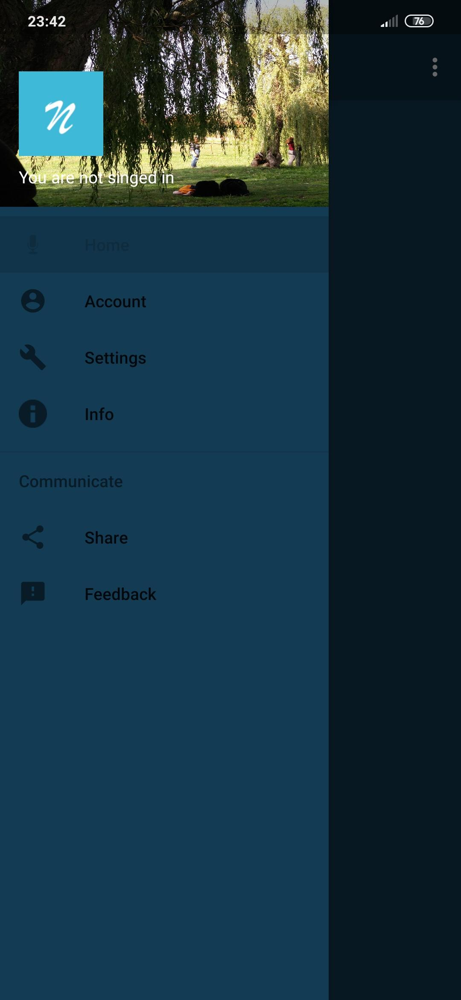 23:42
76
n
You are not singed in
Home
Account
Settings
Info
Communicate
Share
Feedback